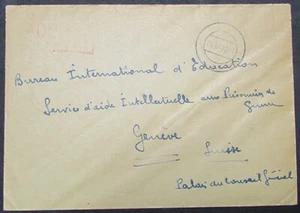 Bureau International d'Education
Service d'aide Intellectuelle aux Prisonniers de
Guerre
Genève
Suisse
Palais du Conseil Général